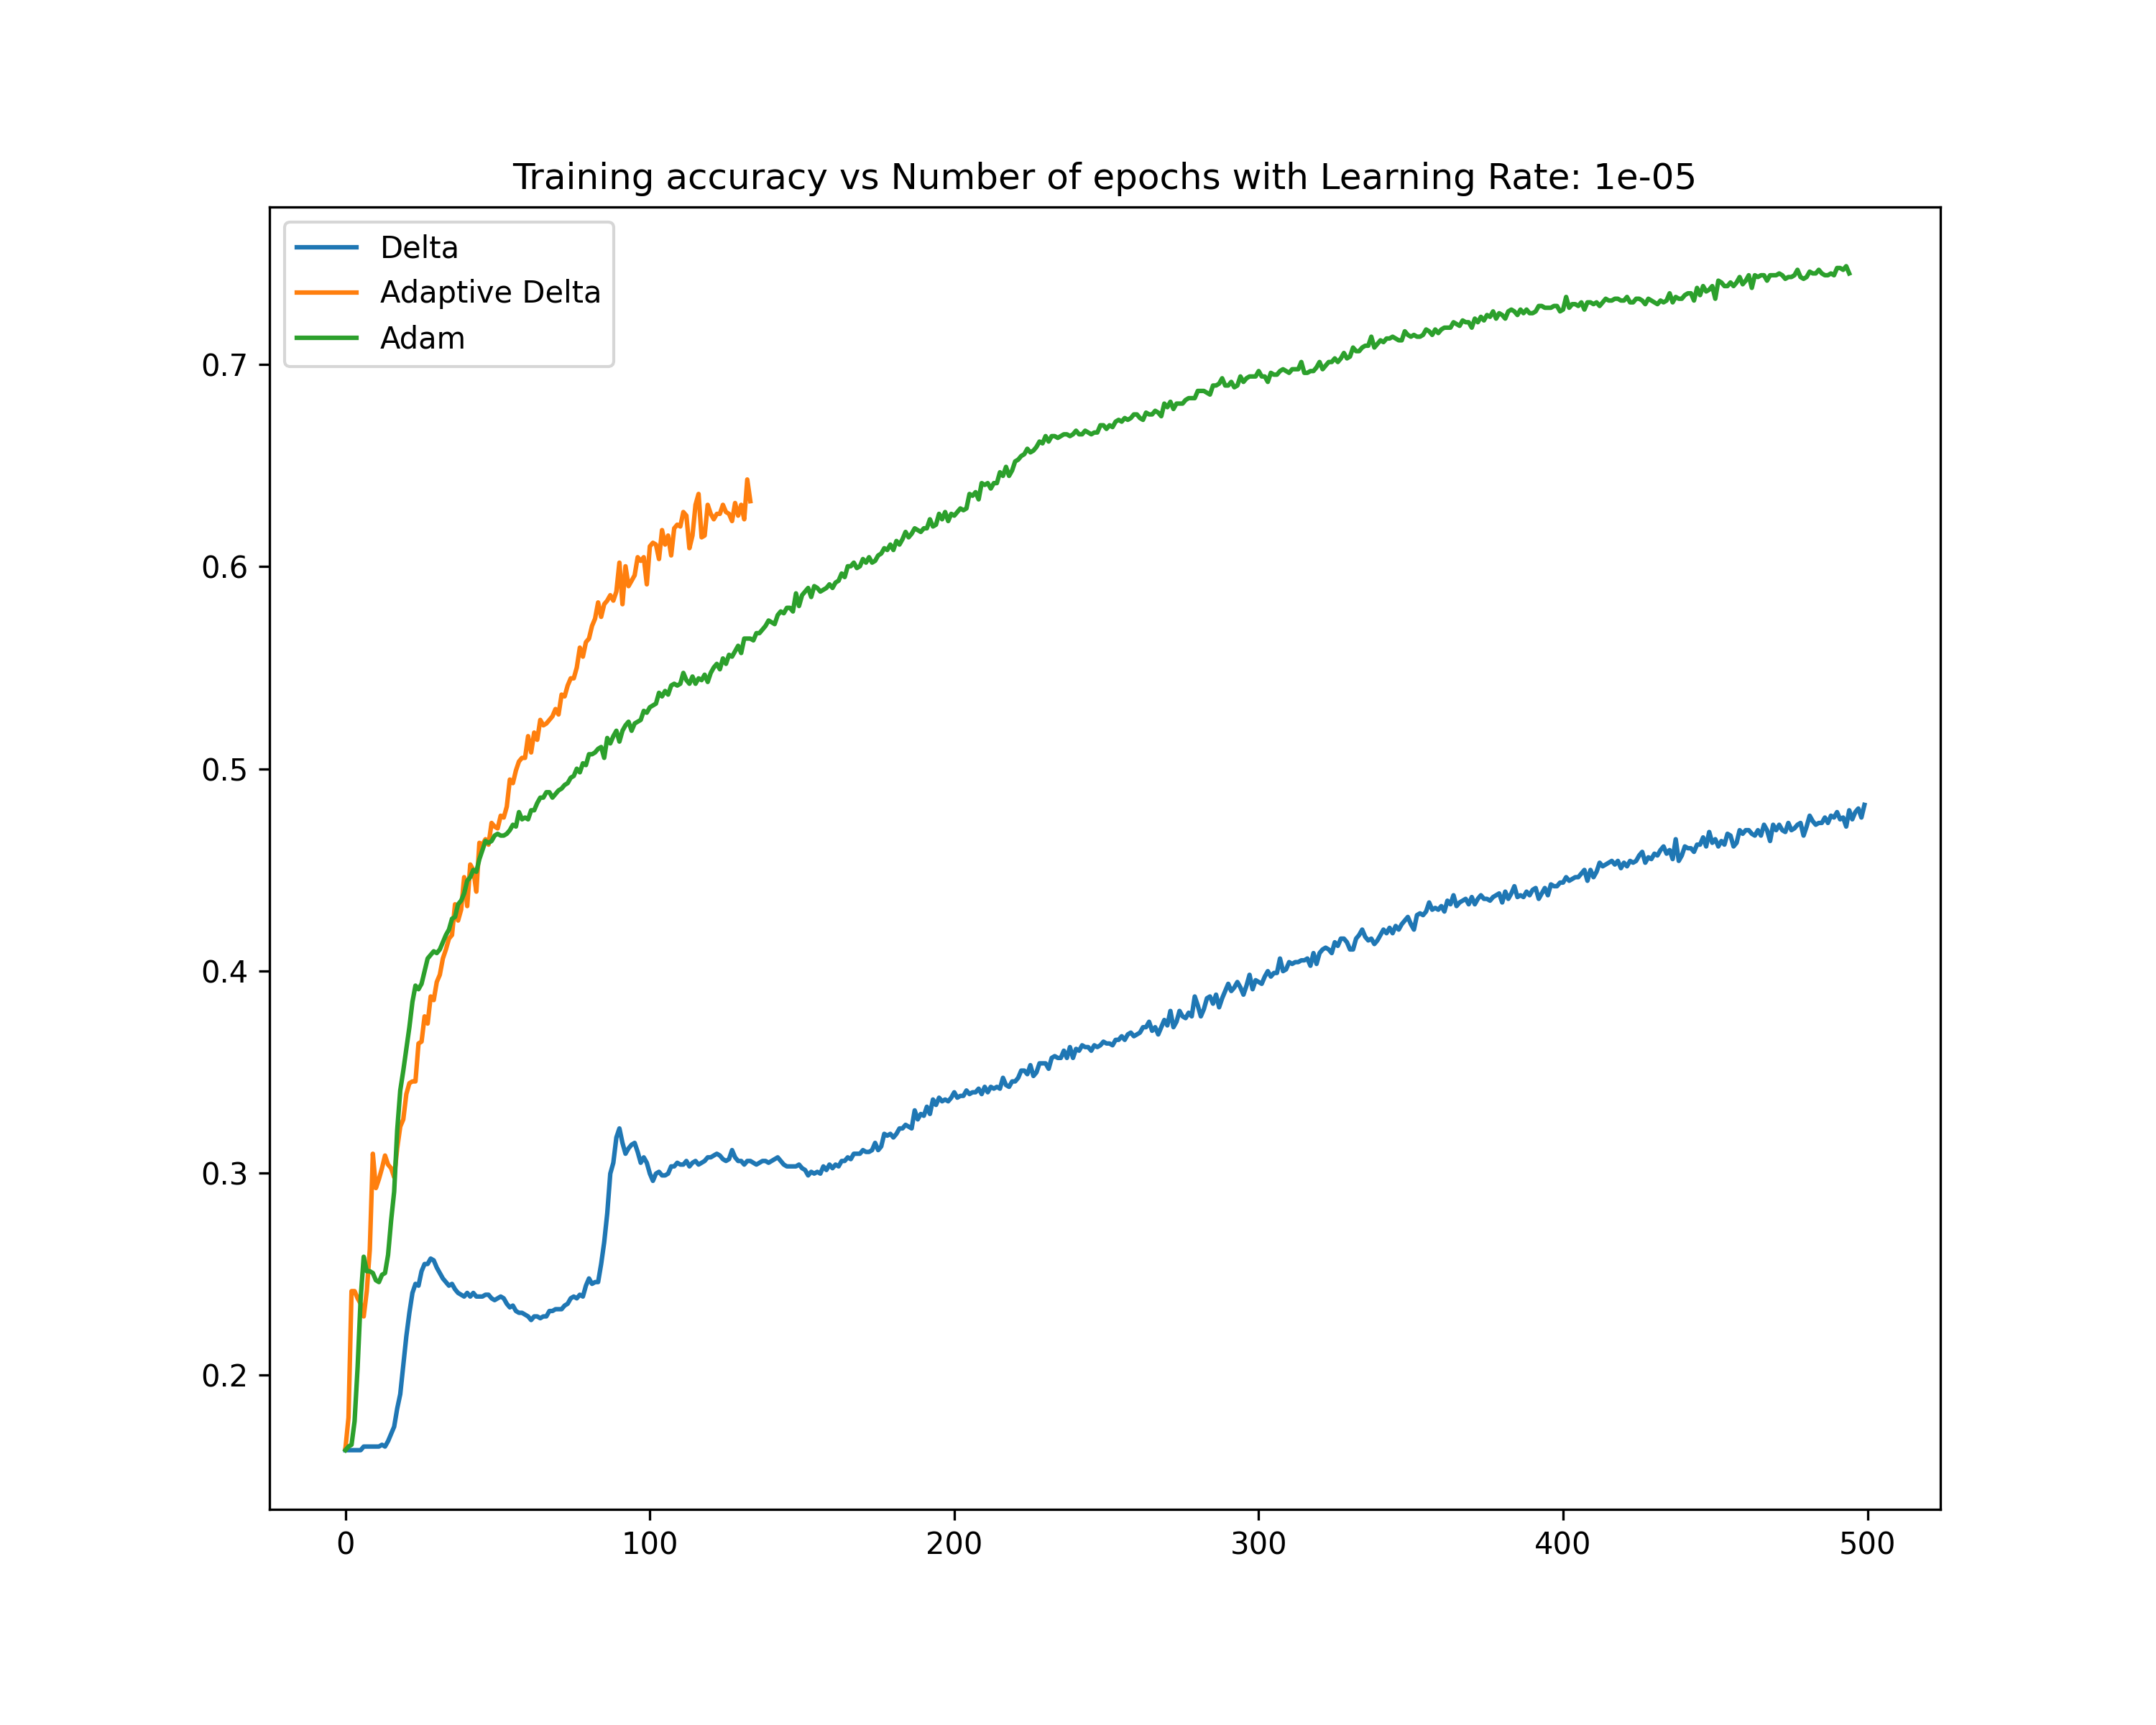 Training accuracy vs Number of epochs with Learning Rate: 1e-05
Delta
Adaptive Delta
Adam
0.7
0.6
0.5
0.4
0.3
0.2
0 100 200 300 400 500